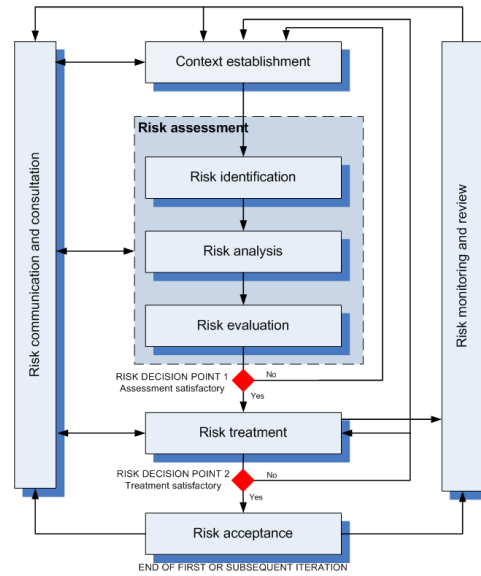 Context establishment
Risk assessment
Risk identification
Risk analysis
Risk evaluation
RISK DECISION POINT 1
Assessment satisfactory
No
Yes
Risk treatment
RISK DECISION POINT 2
Treatment satisfactory
No
Yes
Risk acceptance
END OF FIRST OR SUBSEQUENT ITERATION
Risk communication and consultation
Risk monitoring and review